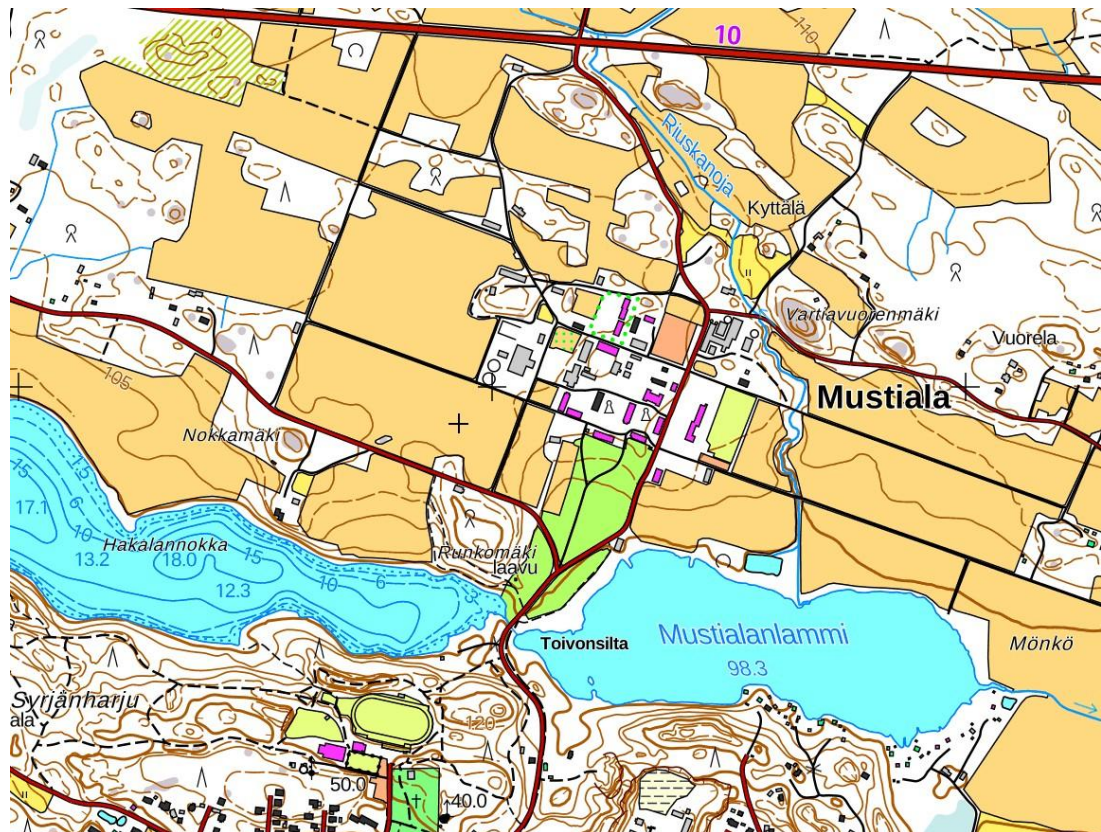 10
110
Riuskanoja
Kyttälä
Vartiavuorenmäki
Vuorela
105
Mustiala
Nokkamäki
15
15
6
17.1
10
Hakalannokka
15
13.2
18.0
10
6
3
12.3
Runkomäki
laavu
Toivonsilta
Mustialanlammi
98.3
Mönkö
Syrjänharju
ala
120
50.0
40.0